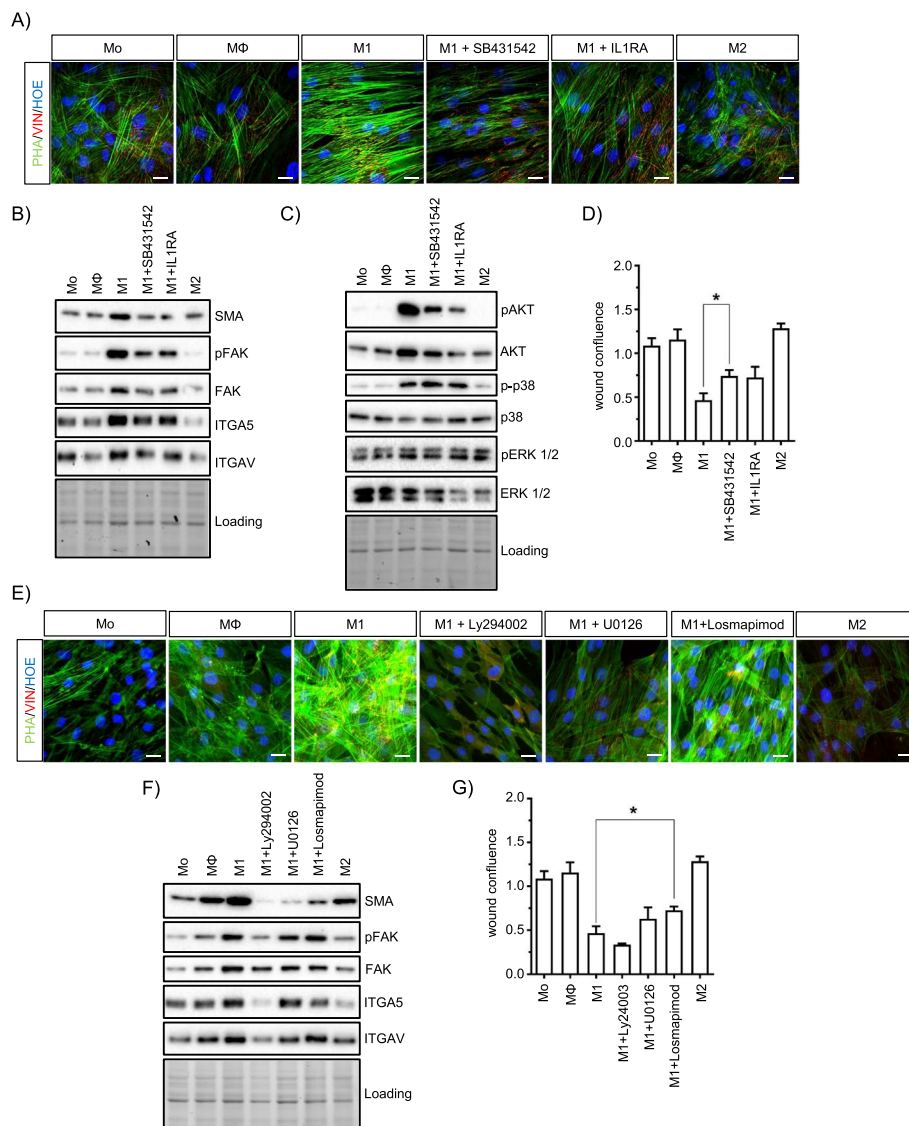 A)
Mo MΦ M1 M1 + SB431542 M1 + IL1RA M2
PHA/VIN/HOE
B)
Mo MΦ M1 M1+SB431542 M1+IL1RA M2
SMA
pFAK
FAK
ITGA5
ITGAV
Loading
C)
Mo MΦ M1 M1+SB431542 M1+IL1RA M2
pAKT
AKT
p-p38
p38
pERK 1/2
ERK 1/2
Loading
D)
wound confluence
2.0
1.5
1.0
0.5
0.0
*
Mo MΦ M1 M1+SB431542 M1+IL1RA M2
E)
Mo MΦ M1 M1 + Ly294002 M1 + U0126 M1+Losmapimod M2
PHA/VIN/HOE
F)
Mo MΦ M1 M1+Ly294002 M1+U0126 M1+Losmapimod M2
SMA
pFAK
FAK
ITGA5
ITGAV
Loading
G)
wound confluence
2.0
1.5
1.0
0.5
0.0
*
Mo MΦ M1 M1+Ly24003 M1+U0126 M1+Losmapimod M2